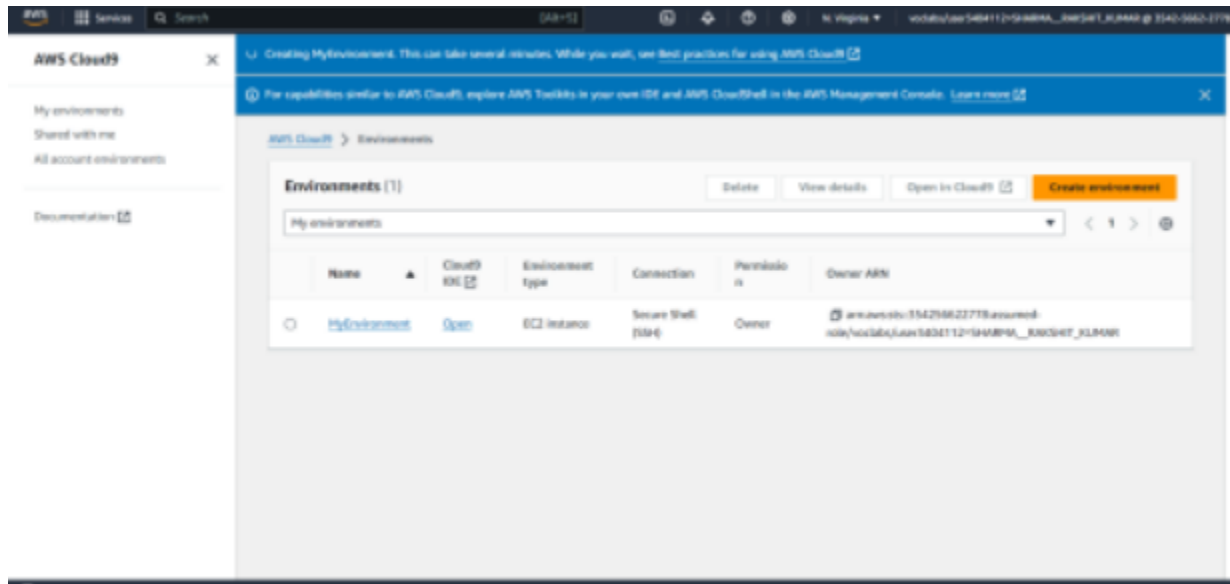 aws Services Search [Alt+S] N. Virginia
AWS Cloud9
My environments
Shared with me
All account environments
Documentation
Creating MyEnvironment. This can take several minutes. While you wait, see Best practices for using AWS Cloud9
For capabilities similar to AWS Cloud9, explore AWS Toolkits in your own IDE and AWS CloudShell in the AWS Management Console. Learn more
AWS Cloud9 > Environments
Environments (1)
Delete View details Open in Cloud9 Create environment
My environments
1
Name
Cloud9
IDE
Environment
type
Connection
Permissio
n
Owner ARN
MyEnvironment
Open
EC2 instance
Secure Shell
(SSH)
Owner